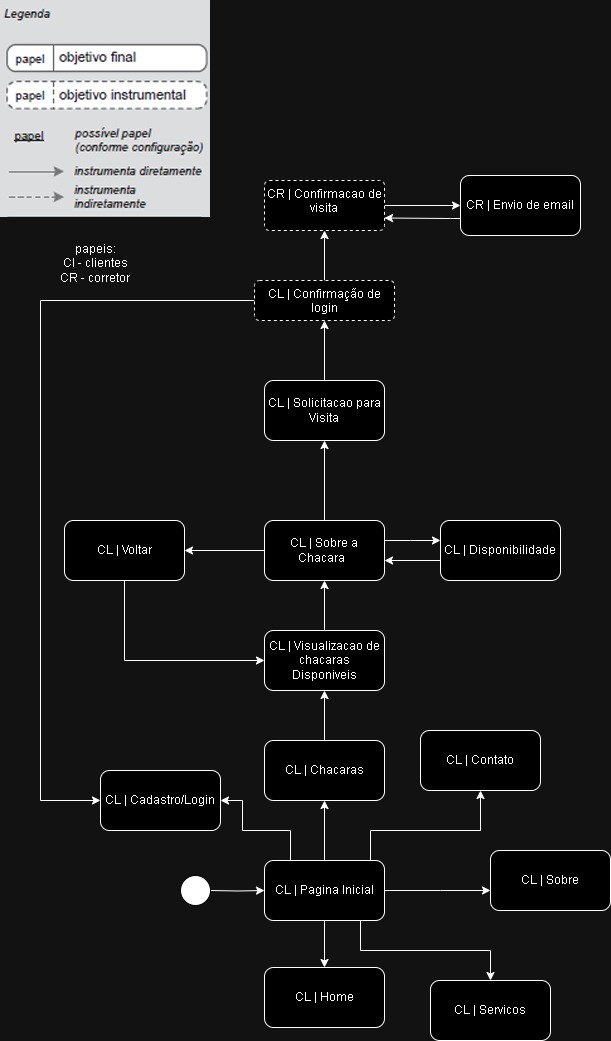 Legenda
papel objetivo final
papel objetivo instrumental
papel possível papel
(conforme configuração)
instrumenta diretamente
instrumenta
indiretamente
papeis:
Cl - clientes
CR - corretor
CR | Confirmacao de
visita
CR | Envio de email
CL | Confirmação de
login
CL | Solicitacao para
Visita
CL | Voltar
CL | Sobre a
Chacara
CL | Disponibilidade
CL | Visualizacao de
chacaras
Disponiveis
CL | Chacaras
CL | Contato
CL | Cadastro/Login
CL | Pagina Inicial
CL | Sobre
CL | Home
CL | Servicos